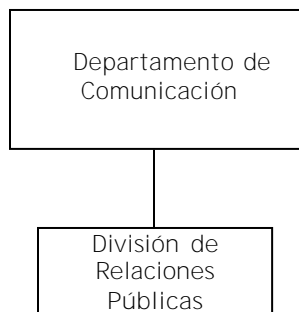 Departamento de
Comunicación
División de
Relaciones
Públicas